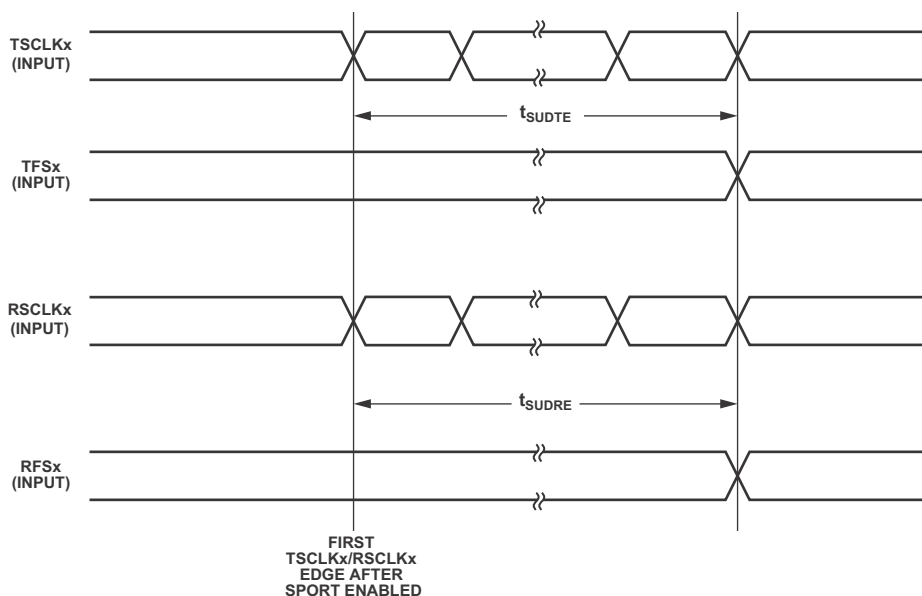 TSCLKx
(INPUT)
tSUDTE
TFSx
(INPUT)
RSCLKx
(INPUT)
tSUDRE
RFSx
(INPUT)
FIRST
TSCLKx/RSCLKx
EDGE AFTER
SPORT ENABLED